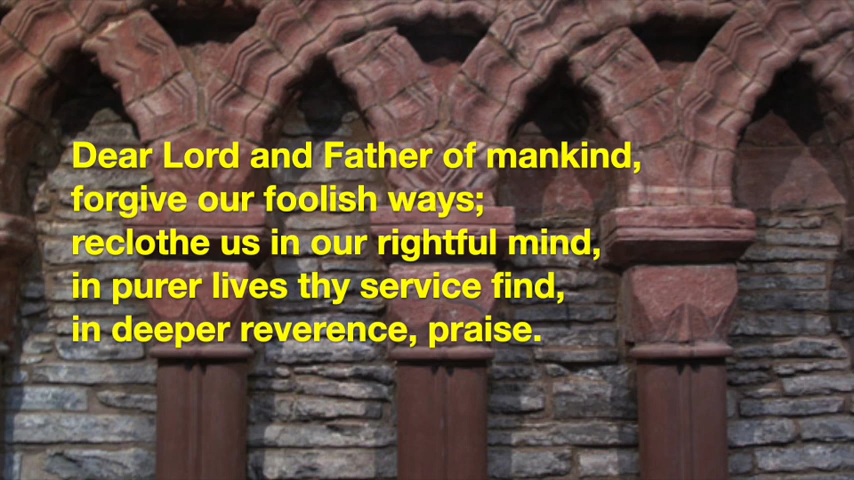 Dear Lord and Father of mankind,
forgive our foolish ways;
reclothe us in our rightful mind,
in purer lives thy service find,
in deeper reverence, praise.